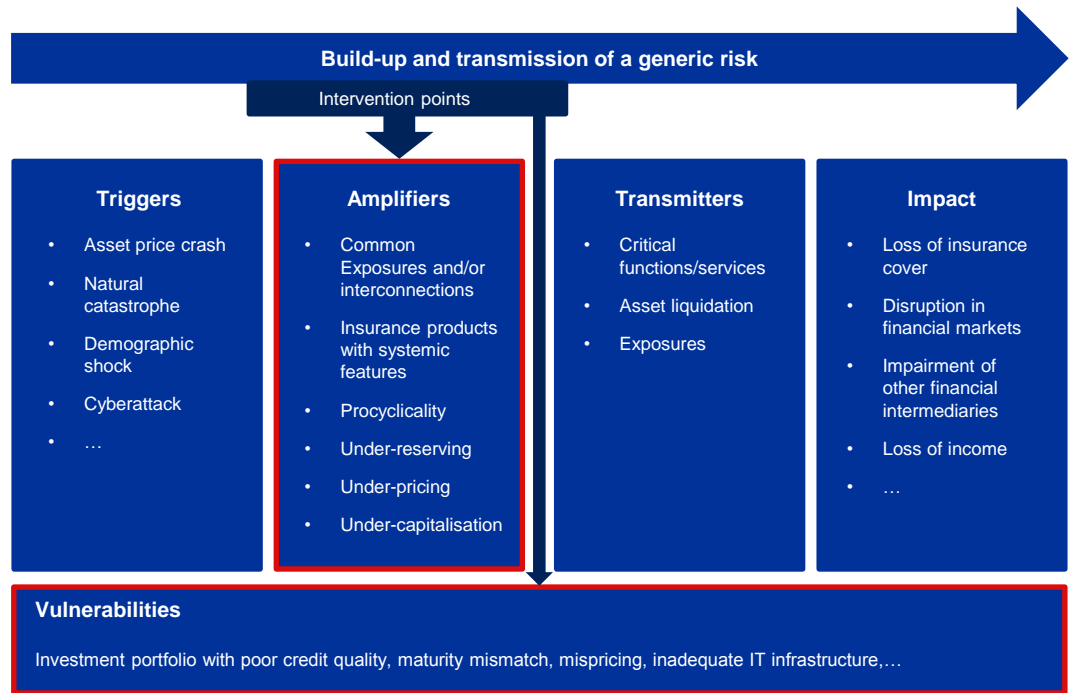 Build-up and transmission of a generic risk
Intervention points
Triggers
• Asset price crash
• Natural
catastrophe
• Demographic
shock
• Cyberattack
• …
Amplifiers
• Common
Exposures and/or
interconnections
• Insurance products
with systemic
features
• Procyclicality
• Under-reserving
• Under-pricing
• Under-capitalisation
Transmitters
• Critical
functions/services
• Asset liquidation
• Exposures
Impact
• Loss of insurance
cover
• Disruption in
financial markets
• Impairment of
other financial
intermediaries
• Loss of income
• …
Vulnerabilities
Investment portfolio with poor credit quality, maturity mismatch, mispricing, inadequate IT infrastructure,…